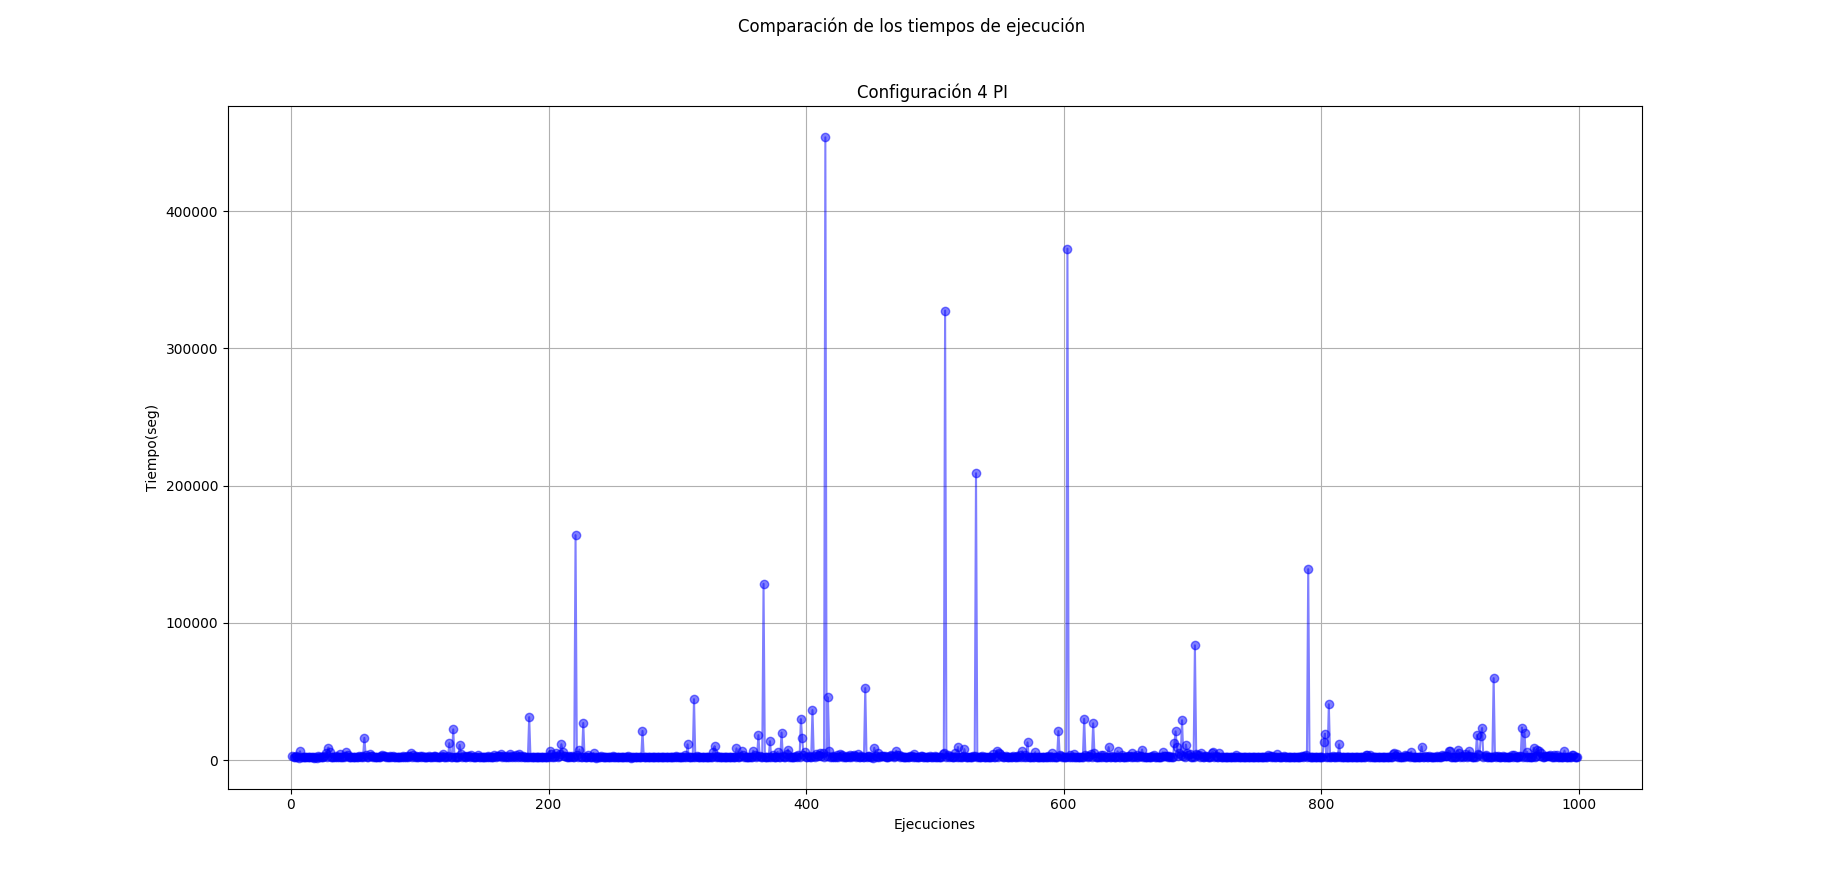 Comparación de los tiempos de ejecución
Configuración 4 PI
400000
300000
200000
100000
0
Tiempo(seg)
0 200 400 600 800 1000
Ejecuciones